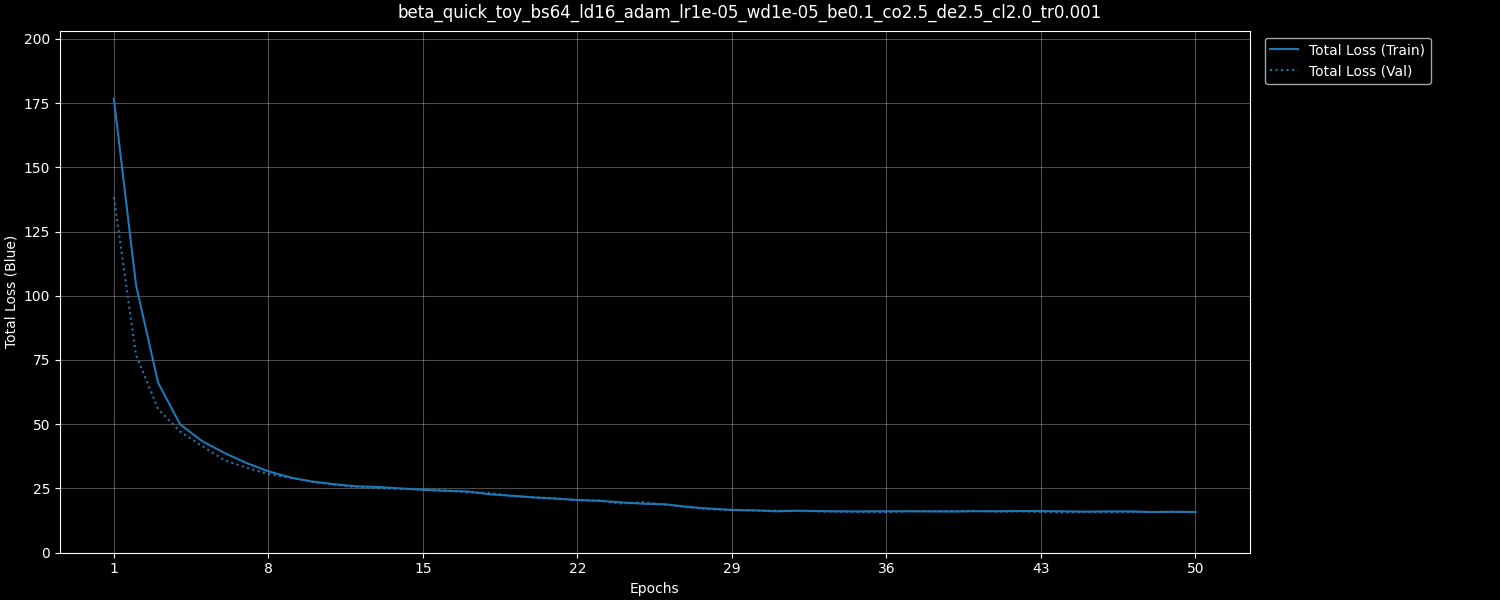 beta_quick_toy_bs64_ld16_adam_lr1e-05_wd1e-05_be0.1_co2.5_de2.5_cl2.0_tr0.001
Total Loss (Train)
Total Loss (Val)
Total Loss (Blue)
200
175
150
125
100
75
50
25
0
1 8 15 22 29 36 43 50
Epochs